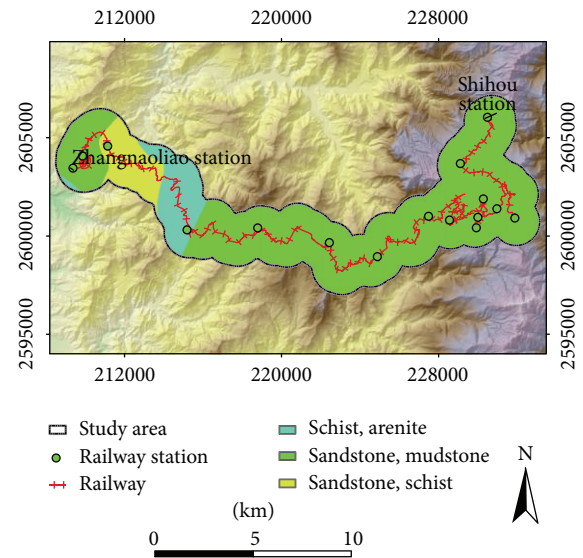 212000 220000 228000
Shihou
station
2605000 2605000
Zhangnaoliao station
2600000 2600000
2595000 2595000
212000 220000 228000
Study area
Railway station
Railway
Schist, arenite
Sandstone, mudstone
Sandstone, schist
N
(km)
0 5 10